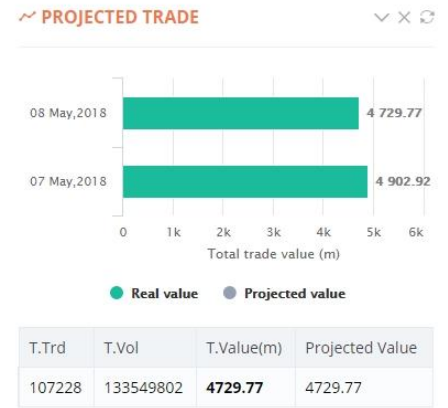 PROJECTED TRADE
08 May,2018 4 729.77
07 May,2018 4 902.92
0 1k 2k 3k 4k 5k 6k
Total trade value (m)
Real value Projected value
T.Trd T.Vol T.Value(m) Projected Value
107228 133549802 4729.77 4729.77